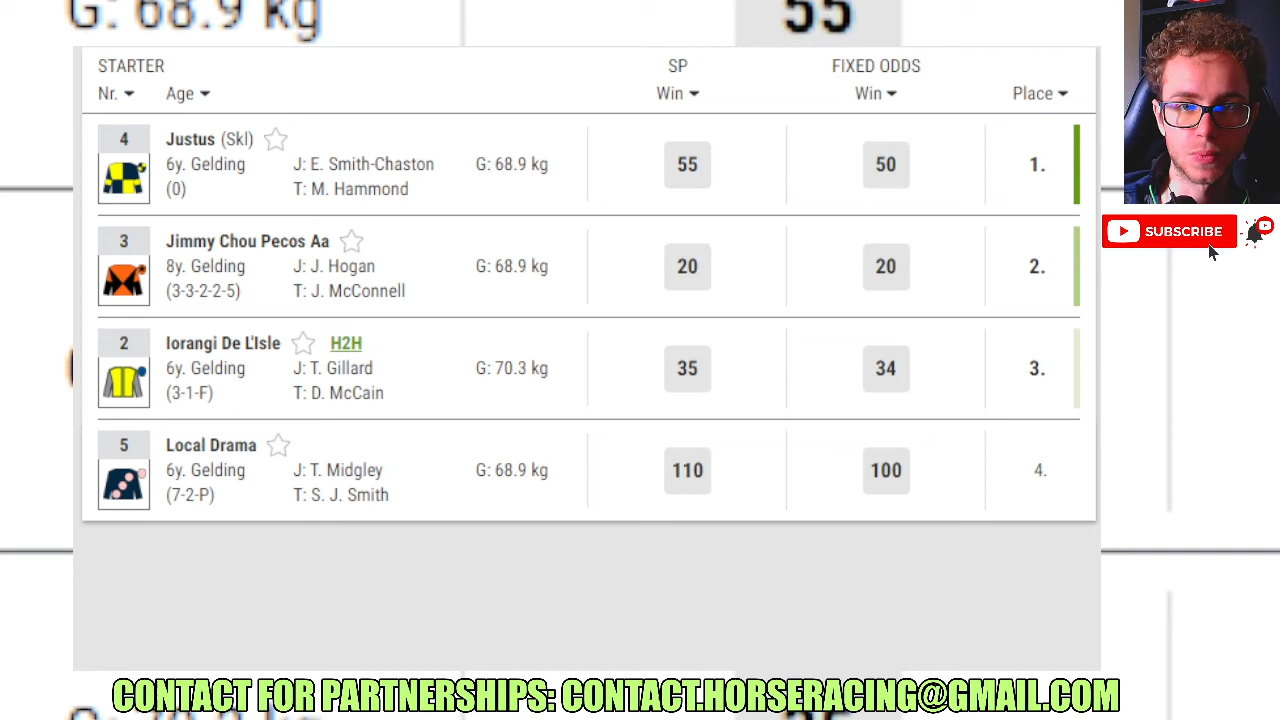 G: 68.9 kg 55
STARTER SP FIXED ODDS
Nr. Age Win Win Place
4 Justus (Skl)
6y. Gelding J: E. Smith-Chaston G: 68.9 kg 55 50 1.
(0) T: M. Hammond
3 Jimmy Chou Pecos Aa
8y. Gelding J: J. Hogan G: 68.9 kg 20 20 2.
(3-3-2-2-5) T: J. McConnell
2 Iorangi De L'Isle H2H
6y. Gelding J: T. Gillard G: 70.3 kg 35 34 3.
(3-1-F) T: D. McCain
5 Local Drama
6y. Gelding J: T. Midgley G: 68.9 kg 110 100 4.
(7-2-P) T: S. J. Smith
SUBSCRIBE
CONTACT FOR PARTNERSHIPS: CONTACT.HORSERACING@GMAIL.COM